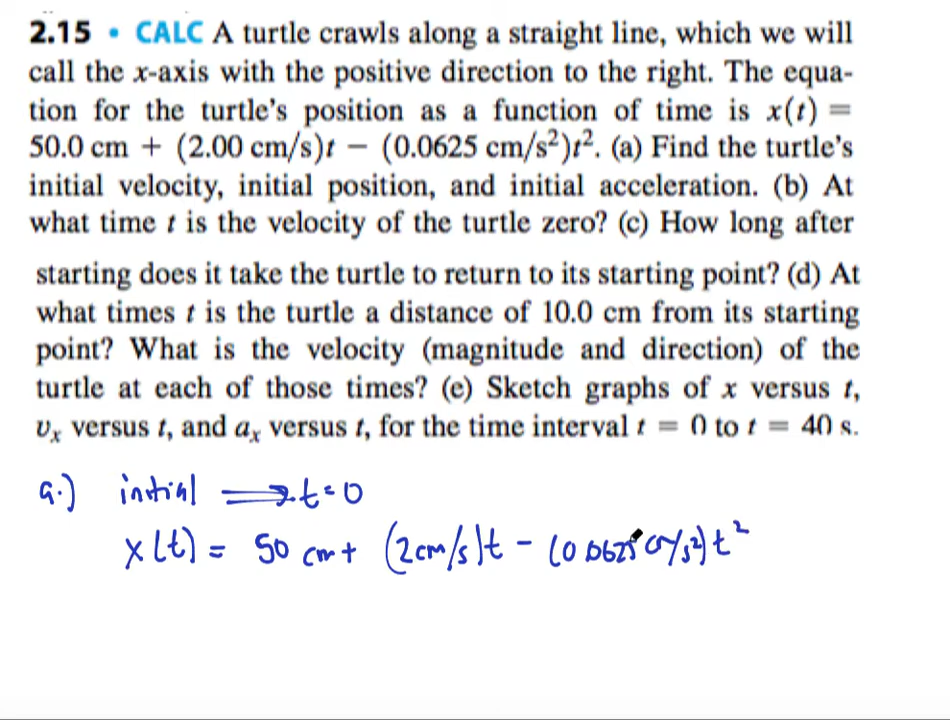 2.15 • CALC A turtle crawls along a straight line, which we will
call the x-axis with the positive direction to the right. The equa-
tion for the turtle's position as a function of time is x(t) =
50.0 cm + (2.00 cm/s)t − (0.0625 cm/s²)t². (a) Find the turtle's
initial velocity, initial position, and initial acceleration. (b) At
what time t is the velocity of the turtle zero? (c) How long after
starting does it take the turtle to return to its starting point? (d) At
what times t is the turtle a distance of 10.0 cm from its starting
point? What is the velocity (magnitude and direction) of the
turtle at each of those times? (e) Sketch graphs of x versus t,
vₓ versus t, and aₓ versus t, for the time interval t = 0 to t = 40 s.
a.) initial ⟹ t=0
x(t) = 50 cm + (2cm/s)t − (0.0625 cm/s²)t²